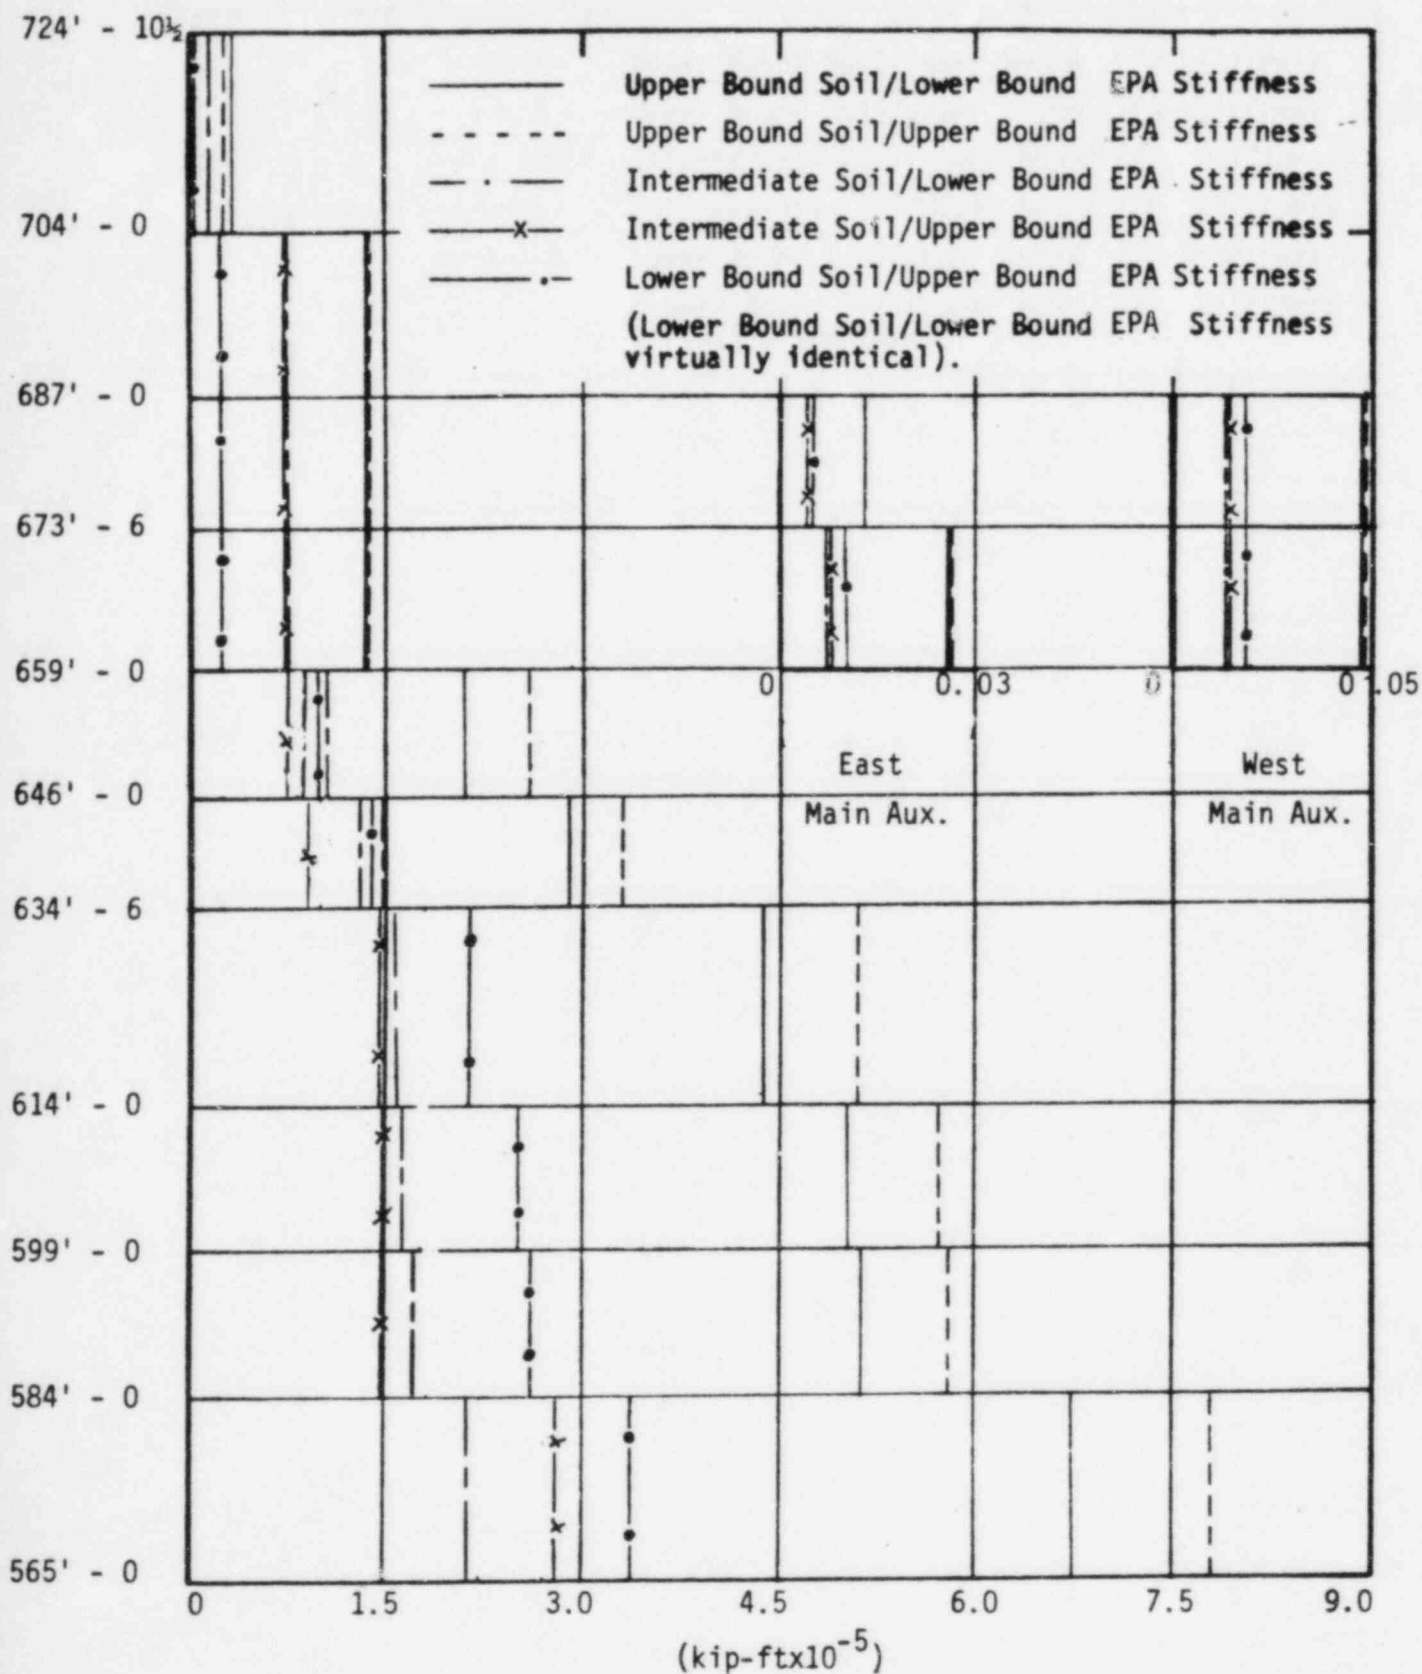 724' - 10½
Upper Bound Soil/Lower Bound EPA Stiffness
Upper Bound Soil/Upper Bound EPA Stiffness
Intermediate Soil/Lower Bound EPA Stiffness
704' - 0
Intermediate Soil/Upper Bound EPA Stiffness
Lower Bound Soil/Upper Bound EPA Stiffness
(Lower Bound Soil/Lower Bound EPA Stiffness
virtually identical).
687' - 0
673' - 6
659' - 0
0 0.03 0 0.05
East West
646' - 0
Main Aux. Main Aux.
634' - 6
614' - 0
599' - 0
584' - 0
565' - 0
0 1.5 3.0 4.5 6.0 7.5 9.0
(kip-ftx10⁻⁵)